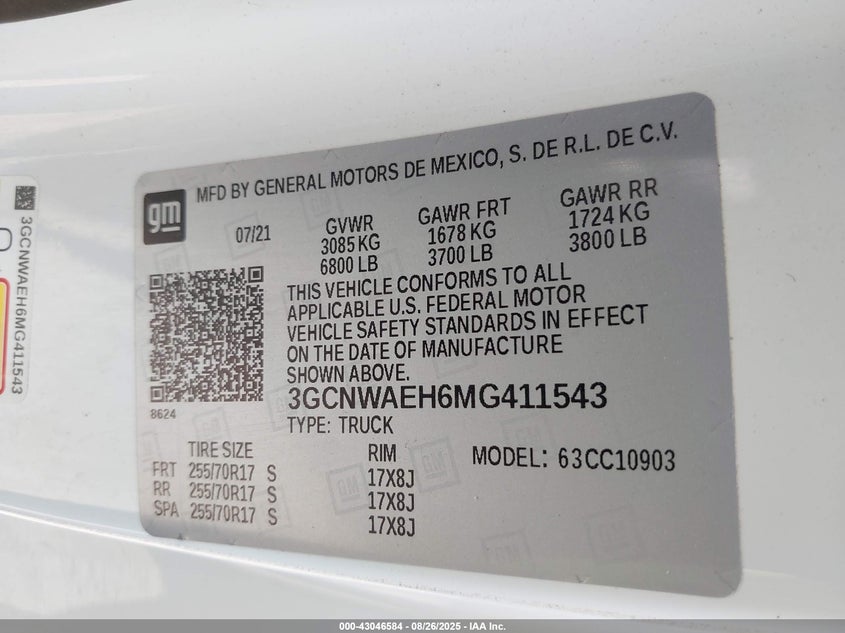 3GCNWAEH6MG411543
gm
MFD BY GENERAL MOTORS DE MEXICO, S. DE R.L. DE C.V.
07/21
GVWR
3085 KG
6800 LB
GAWR FRT
1678 KG
3700 LB
GAWR RR
1724 KG
3800 LB
THIS VEHICLE CONFORMS TO ALL
APPLICABLE U.S. FEDERAL MOTOR
VEHICLE SAFETY STANDARDS IN EFFECT
ON THE DATE OF MANUFACTURE
SHOWN ABOVE.
8624
3GCNWAEH6MG411543
TYPE: TRUCK
TIRE SIZE RIM MODEL: 63CC10903
FRT 255/70R17 S 17X8J
RR 255/70R17 S 17X8J
SPA 255/70R17 S 17X8J
000-43046584 - 08/26/2025 - IAA Inc.